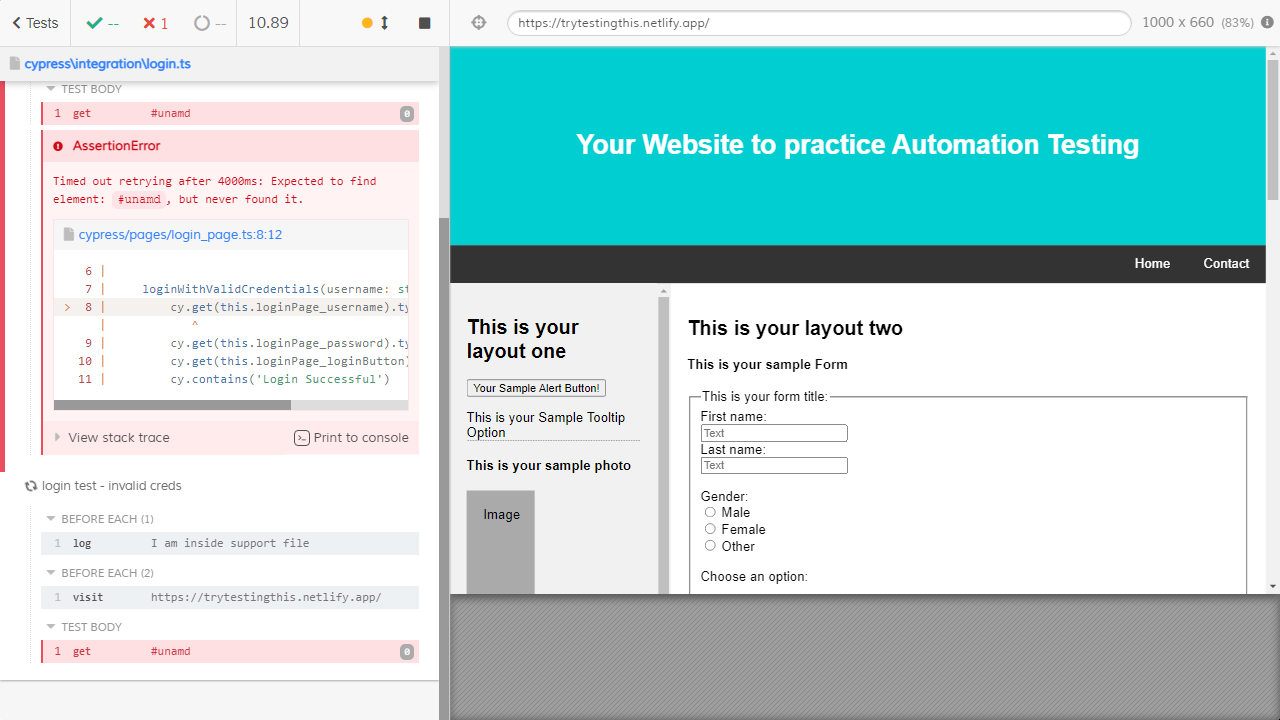 Tests
--
1
--
10.89
https://trytestingthis.netlify.app/
1000 x 660 (83%)
cypress\integration\login.ts
TEST BODY
1 get #unamd 0
AssertionError
Timed out retrying after 4000ms: Expected to find
element: #unamd, but never found it.
cypress/pages/login_page.ts:8:12
6 |
7 | loginWithValidCredentials(username: st
> 8 | cy.get(this.loginPage_username).ty
| ^
9 | cy.get(this.loginPage_password).ty
10 | cy.get(this.loginPage_loginButton)
11 | cy.contains('Login Successful')
View stack trace
Print to console
login test - invalid creds
BEFORE EACH (1)
1 log I am inside support file
BEFORE EACH (2)
1 visit https://trytestingthis.netlify.app/
TEST BODY
1 get #unamd 0
Your Website to practice Automation Testing
Home
Contact
This is your
layout one
Your Sample Alert Button!
This is your Sample Tooltip
Option
This is your sample photo
Image
This is your layout two
This is your sample Form
This is your form title:
First name:
Text
Last name:
Text
Gender:
Male
Female
Other
Choose an option: